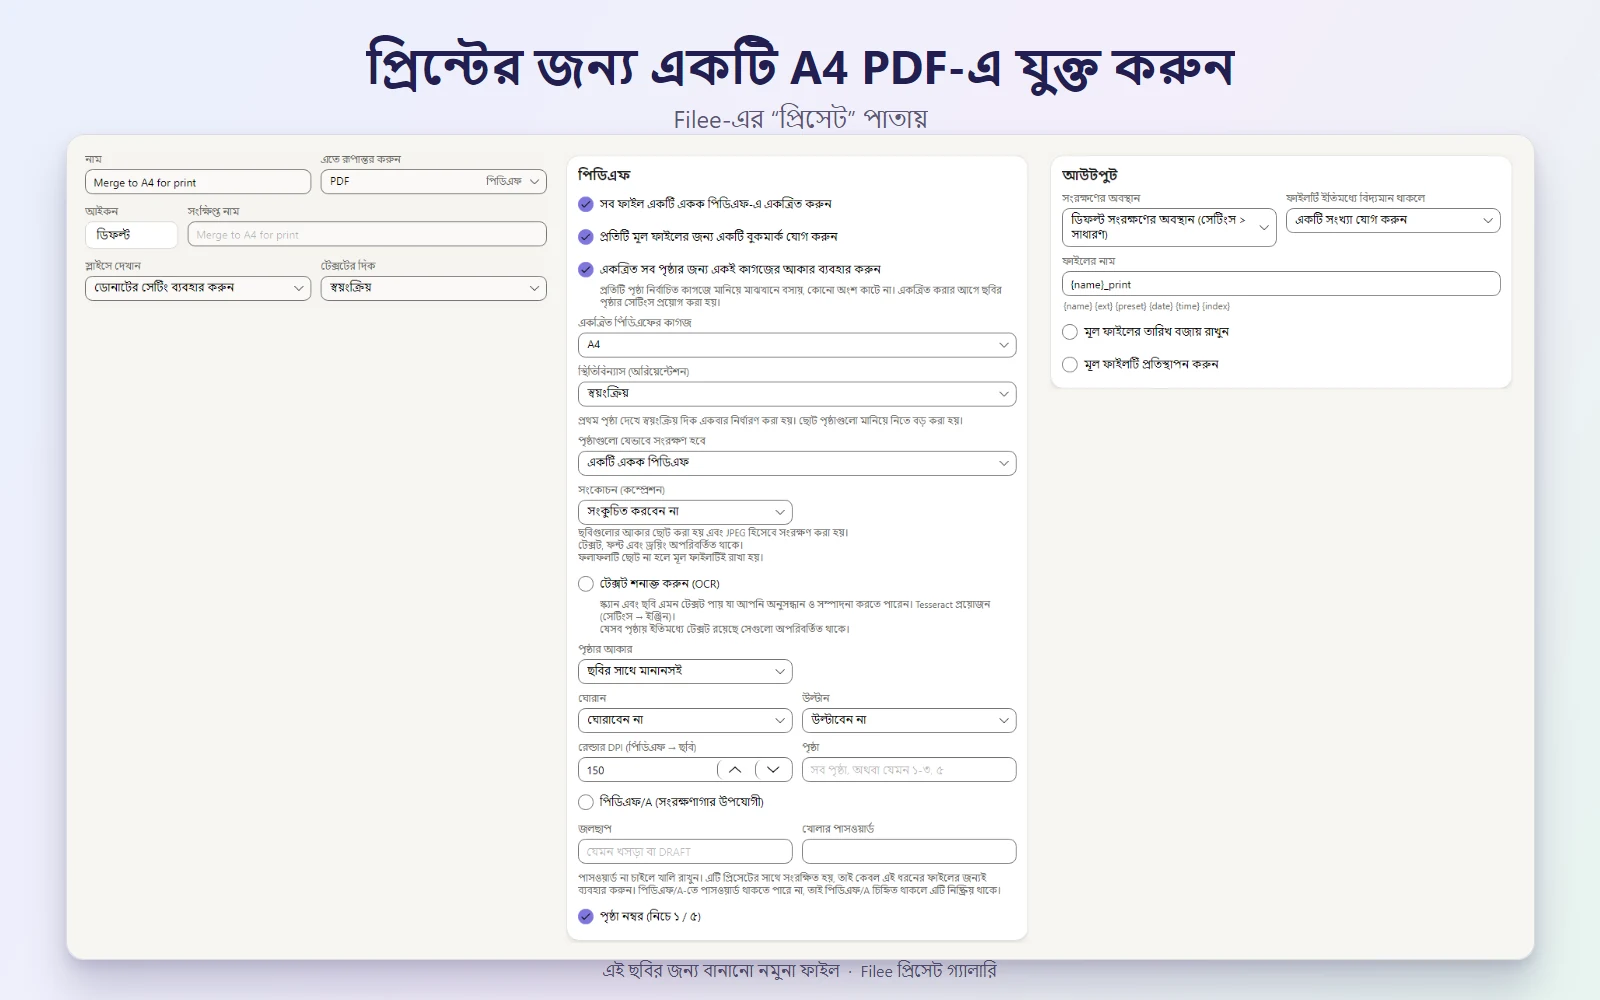 প্রিন্টের জন্য একটি A4 PDF-এ যুক্ত করুন
Filee-এর “প্রিসেট” পাতায়
নাম
এতে রূপান্তর করুন
Merge to A4 for print
PDF
পিডিএফ
আইকন
সংক্ষিপ্ত নাম
ডিফল্ট
Merge to A4 for print
স্লাইসে দেখান
টেক্সটের দিক
ডোনাটের সেটিং ব্যবহার করুন
স্বয়ংক্রিয়
পিডিএফ
সব ফাইল একটি একক পিডিএফ-এ একত্রিত করুন
প্রতিটি মূল ফাইলের জন্য একটি বুকমার্ক যোগ করুন
একত্রিত সব পৃষ্ঠার জন্য একই কাগজের আকার ব্যবহার করুন
প্রতিটি পৃষ্ঠা নির্বাচিত কাগজে মানিয়ে মাঝখানে বসায়, কোনো অংশ কাটে না। একত্রিত করার আগে ছবির
পৃষ্ঠার সেটিংস প্রয়োগ করা হয়।
একত্রিত পিডিএফের কাগজ
A4
স্থিতিবিন্যাস (অরিয়েন্টেশন)
স্বয়ংক্রিয়
প্রথম পৃষ্ঠা দেখে স্বয়ংক্রিয় দিক একবার নির্ধারণ করা হয়। ছোট পৃষ্ঠাগুলো মানিয়ে নিতে বড় করা হয়।
পৃষ্ঠাগুলো যেভাবে সংরক্ষণ হবে
একটি একক পিডিএফ
সংকোচন (কম্প্রেশন)
সংকুচিত করবেন না
ছবিগুলোর আকার ছোট করা হয় এবং JPEG হিসেবে সংরক্ষণ করা হয়।
টেক্সট, ফন্ট এবং ড্রয়িং অপরিবর্তিত থাকে।
ফলাফলটি ছোট না হলে মূল ফাইলটিই রাখা হয়।
টেক্সট শনাক্ত করুন (OCR)
স্ক্যান এবং ছবি এমন টেক্সট পায় যা আপনি অনুসন্ধান ও সম্পাদনা করতে পারেন। Tesseract প্রয়োজন
(সেটিংস → ইঞ্জিন)।
যেসব পৃষ্ঠায় ইতিমধ্যে টেক্সট রয়েছে সেগুলো অপরিবর্তিত থাকে।
পৃষ্ঠার আকার
ছবির সাথে মানানসই
ঘোরান
উল্টান
ঘোরাবেন না
উল্টাবেন না
রেন্ডার DPI (পিডিএফ → ছবি)
পৃষ্ঠা
150
সব পৃষ্ঠা, অথবা যেমন ১-৩, ৫
পিডিএফ/A (সংরক্ষণাগার উপযোগী)
জলছাপ
খোলার পাসওয়ার্ড
যেমন খসড়া বা DRAFT
পাসওয়ার্ড না চাইলে খালি রাখুন। এটি প্রিসেটের সাথে সংরক্ষিত হয়, তাই কেবল এই ধরনের ফাইলের জন্যই
ব্যবহার করুন। পিডিএফ/A-তে পাসওয়ার্ড থাকতে পারে না, তাই পিডিএফ/A চিহ্নিত থাকলে এটি নিষ্ক্রিয় থাকে।
পৃষ্ঠা নম্বর (নিচে ১ / ৫)
আউটপুট
সংরক্ষণের অবস্থান
ফাইলটি ইতিমধ্যে বিদ্যমান থাকলে
ডিফল্ট সংরক্ষণের অবস্থান (সেটিংস >
সাধারণ)
একটি সংখ্যা যোগ করুন
ফাইলের নাম
{name}_print
{name} {ext} {preset} {date} {time} {index}
মূল ফাইলের তারিখ বজায় রাখুন
মূল ফাইলটি প্রতিস্থাপন করুন
এই ছবির জন্য বানানো নমুনা ফাইল · Filee প্রিসেট গ্যালারি